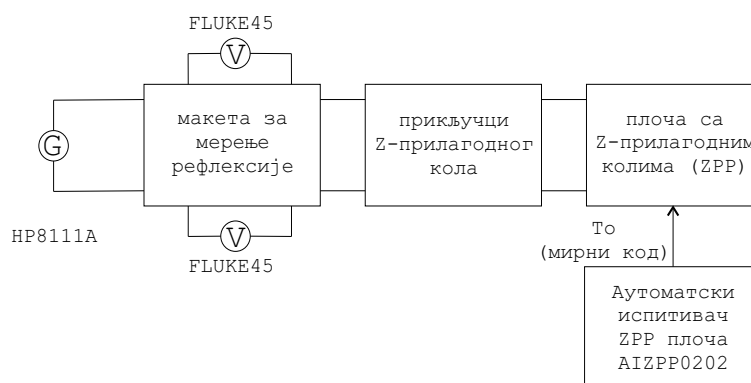 FLUKE45
V
макета за
мерење
рефлексије
прикључци
Z-прилагодног
кола
плоча са
Z-прилагодним
колима (ZPP)
G
HP8111A
V
FLUKE45
То
(мирни код)
Аутоматски
испитивач
ZPP плоча
AIZPP0202